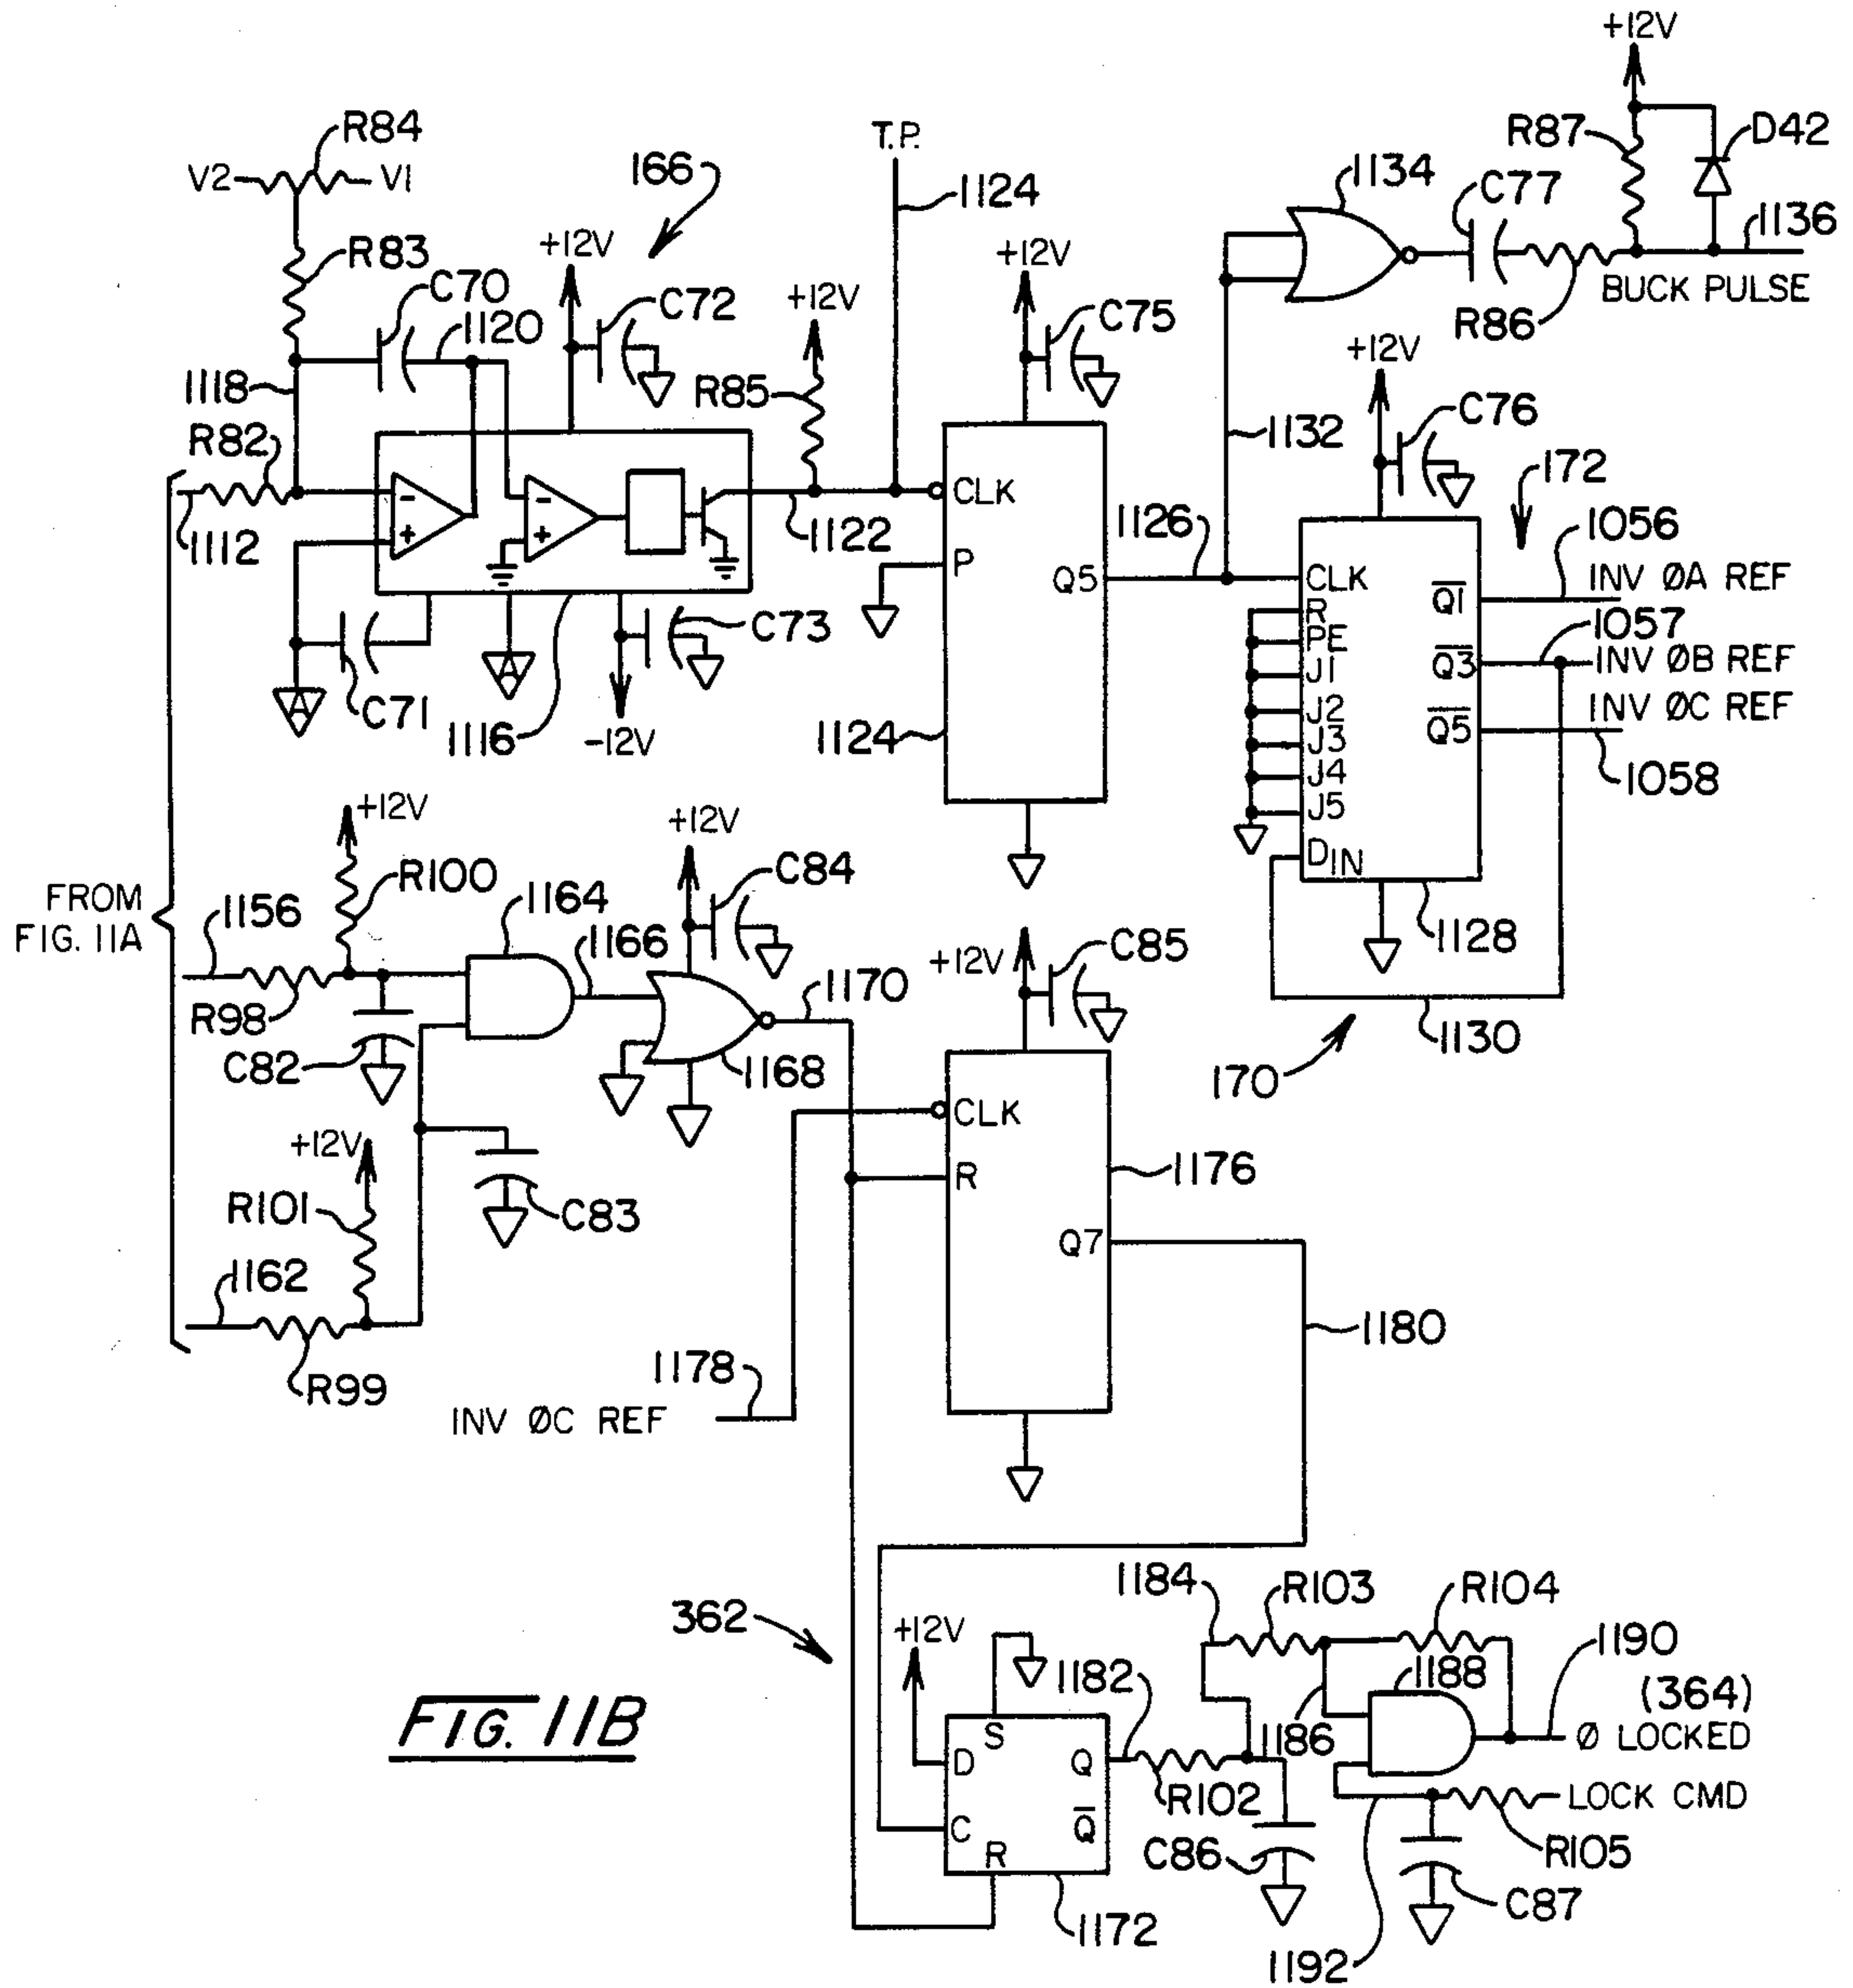 +12V
R84
V2
V1
T.P.
R87
D42
166
1124
1134
C77
1136
R83
+12V
+12V
BUCK PULSE
C70
C72
+12V
C75
R86
1120
+12V
1118
R85
C76
R82
1132
172
-
-
CLK
1056
1112
+
+
1122
1126
INV ØA REF
P
Q5
CLK
Q1
1057
R
INV ØB REF
PE
Q3
C73
J1
INV ØC REF
A
A
C71
J2
Q5
1116
-12V
1124
J3
1058
J4
+12V
+12V
J5
R100
C84
DIN
FROM
FIG. 11A
1156
1164
1166
C85
1128
+12V
R98
1170
1130
C82
1168
170
CLK
+12V
R
1176
R101
C83
Q7
1162
1180
R99
1178
INV ØC REF
1184
R103
R104
362
+12V
1190
1182
1188
(364)
FIG. 11B
S
1186
Ø LOCKED
D
Q
R102
LOCK CMD
C
Q
R
C86
R105
C87
1172
1192